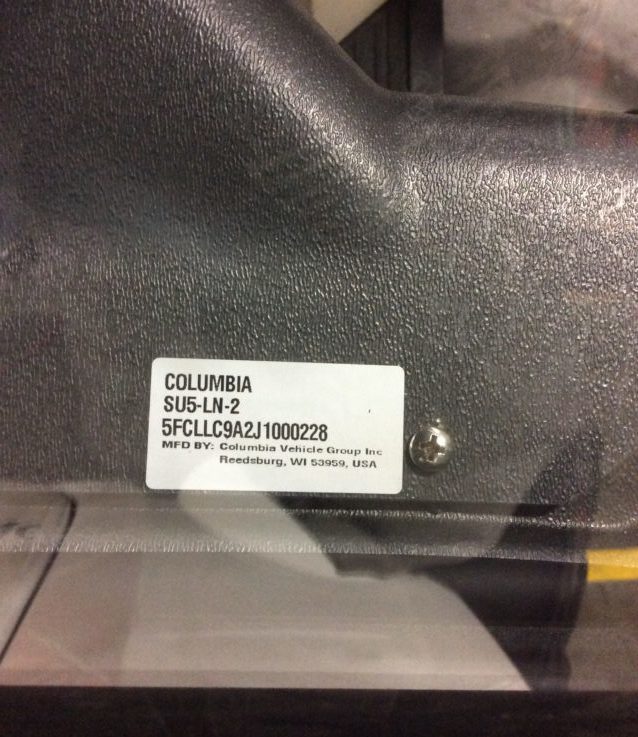 COLUMBIA
SU5-LN-2
5FCLLC9A2J1000228
MFD BY: Columbia Vehicle Group Inc
Reedsburg, WI 53959, USA